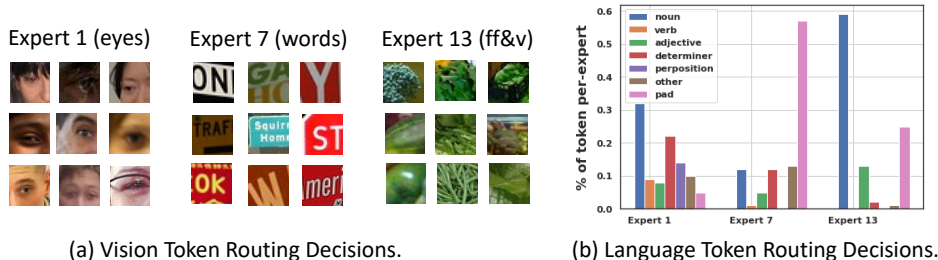 Expert 1 (eyes)
Expert 7 (words)
Expert 13 (ff&v)
ON
GA
Y
TRAF
Squir
Home
ST
OK
W
meri
(a) Vision Token Routing Decisions.
% of token per-expert
0.6
0.5
0.4
0.3
0.2
0.1
0.0
noun
verb
adjective
determiner
perposition
other
pad
Expert 1
Expert 7
Expert 13
(b) Language Token Routing Decisions.